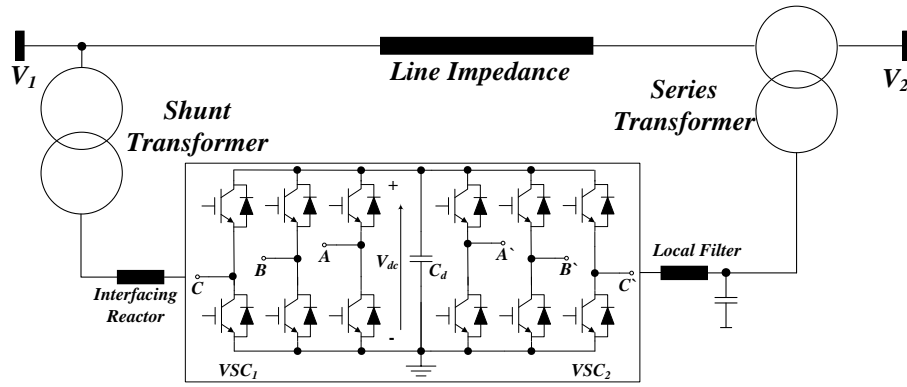 V1
Line Impedance
V2
Shunt
Transformer
Series
Transformer
+
A
A`
B
Vdc
Cd
B`
Local Filter
C
C`
Interfacing
Reactor
-
VSC1
VSC2